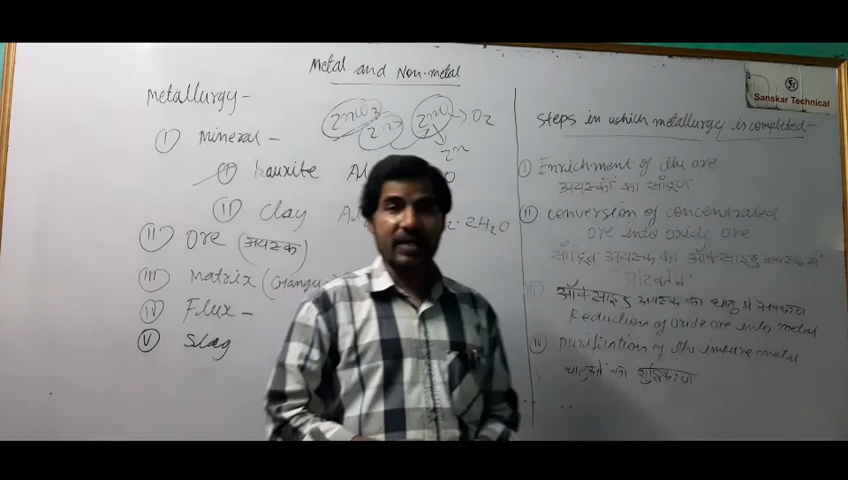 Metal and Non-metal
Metallurgy-
ZnCO3 ZnS ZnO → O2
Zn
I Mineral -
Bauxite Al O
II Clay Al 2.2H2O
II Ore (अयस्क)
III Matrix (Gangu
IV Flux -
V Slag
Sanskar Technical
Steps in which metallurgy is completed-
I Enrichment of the ore
अयस्कों का सांद्रण
II Conversion of concentrated
ore into oxide ore
सांद्रित अयस्क का ऑक्साइड अयस्क में
परिवर्तन
III ऑक्साइड अयस्क का धातु में अपचयन
Reduction of oxide ore into metal
purification of the impure metal
धातुओं का शुद्धिकरण